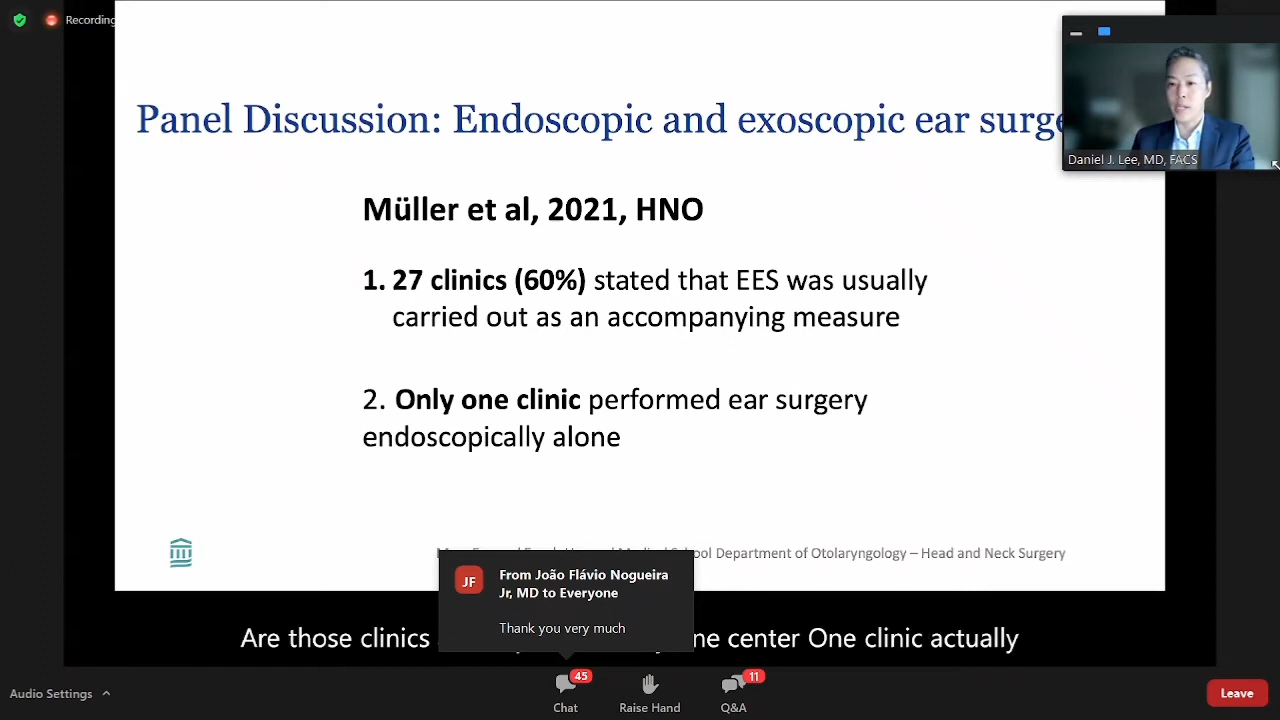 Recording
Panel Discussion: Endoscopic and exoscopic ear surge
Daniel J. Lee, MD, FACS
Müller et al, 2021, HNO
1. 27 clinics (60%) stated that EES was usually
carried out as an accompanying measure
2. Only one clinic performed ear surgery
endoscopically alone
Department of Otolaryngology – Head and Neck Surgery
JF
From João Flávio Nogueira
Jr, MD to Everyone
Thank you very much
Are those clinics center One clinic actually
Audio Settings
45
Chat
Raise Hand
11
Q&A
Leave